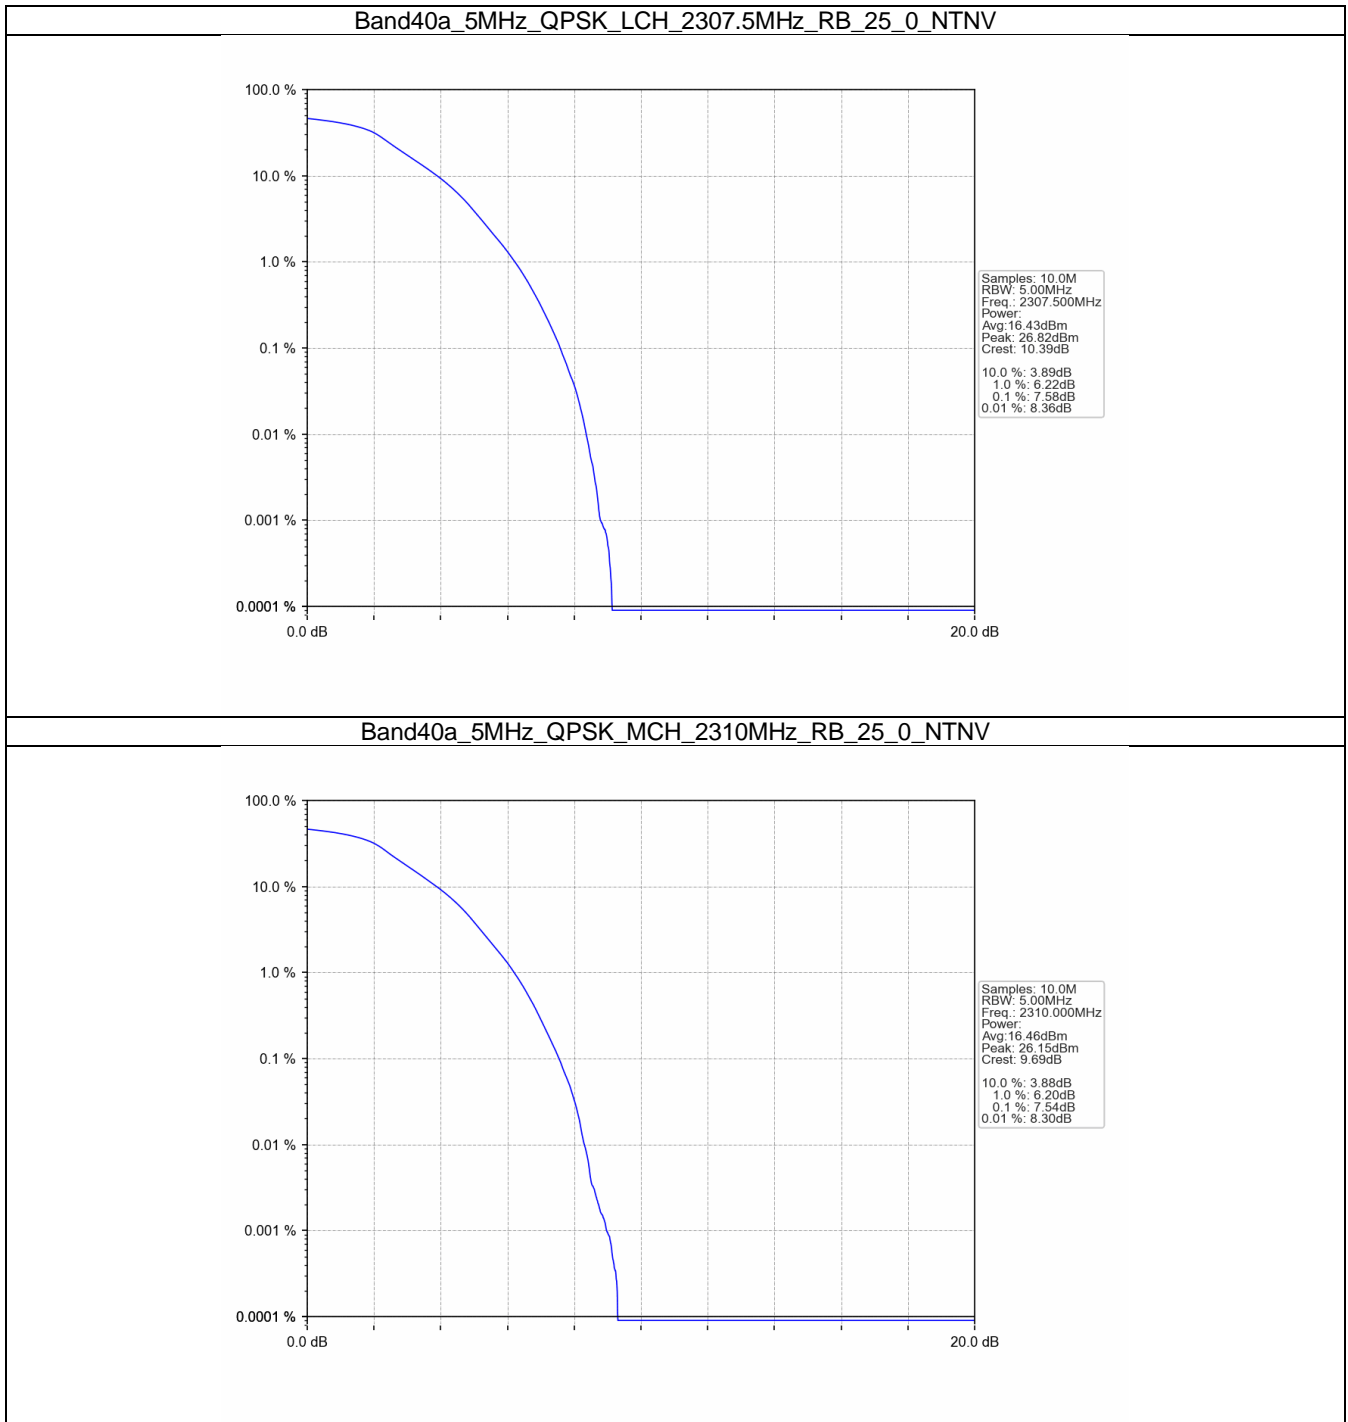 Band40a_5MHz_QPSK_LCH_2307.5MHz_RB_25_0_NTNV
100.0 %
10.0 %
1.0 %
0.1 %
0.01 %
0.001 %
0.0001 %
0.0 dB
20.0 dB
Samples: 10.0M
RBW: 5.00MHz
Freq.: 2307.500MHz
Power:
Avg:16.43dBm
Peak: 26.82dBm
Crest: 10.39dB
10.0 %: 3.89dB
1.0 %: 6.22dB
0.1 %: 7.58dB
0.01 %: 8.36dB
Band40a_5MHz_QPSK_MCH_2310MHz_RB_25_0_NTNV
100.0 %
10.0 %
1.0 %
0.1 %
0.01 %
0.001 %
0.0001 %
0.0 dB
20.0 dB
Samples: 10.0M
RBW: 5.00MHz
Freq.: 2310.000MHz
Power:
Avg:16.46dBm
Peak: 26.15dBm
Crest: 9.69dB
10.0 %: 3.88dB
1.0 %: 6.20dB
0.1 %: 7.54dB
0.01 %: 8.30dB